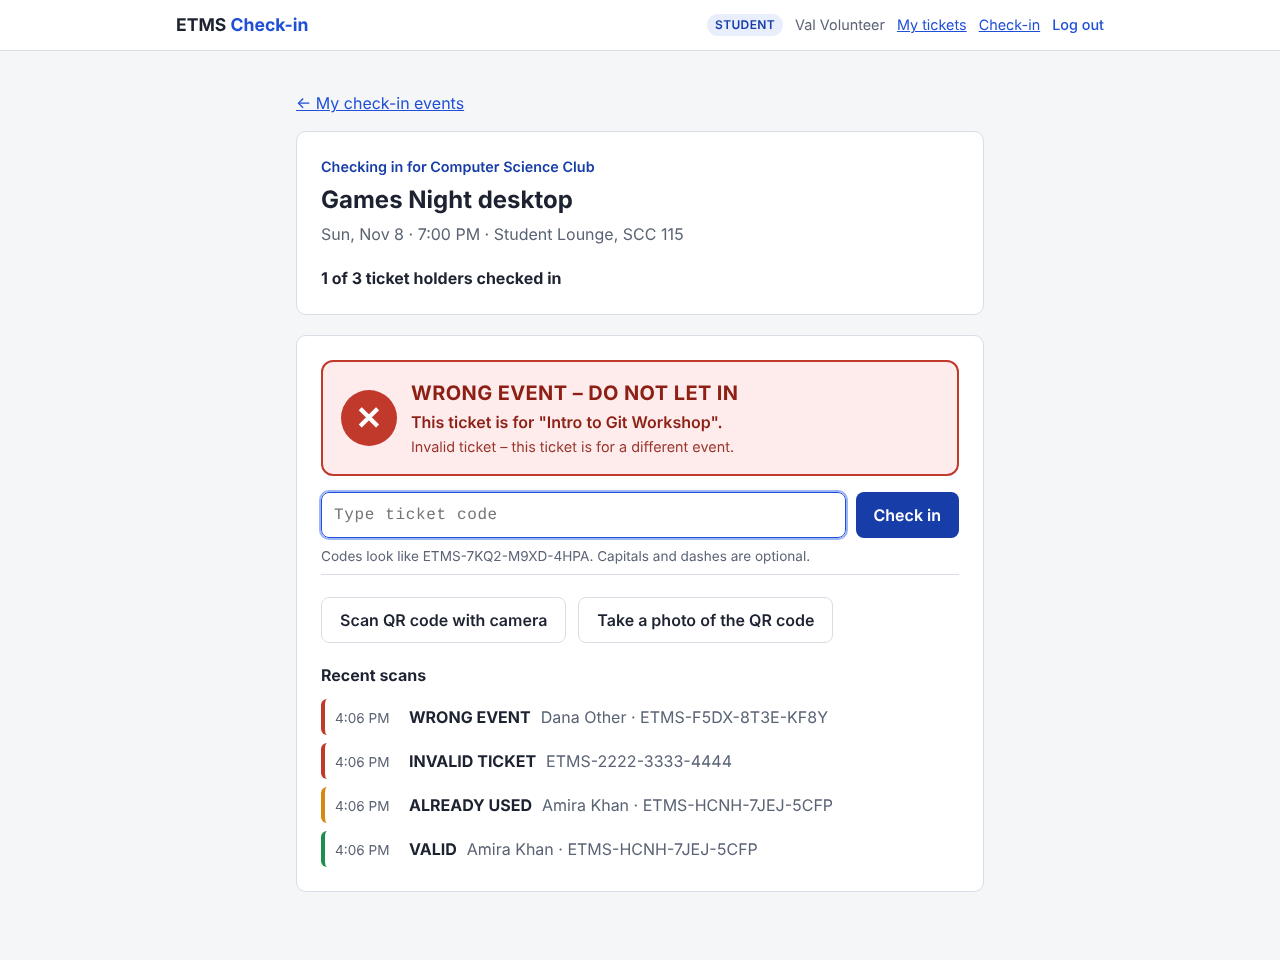 ETMS Check-in
STUDENT Val Volunteer My tickets Check-in Log out
← My check-in events
Checking in for Computer Science Club
Games Night desktop
Sun, Nov 8 · 7:00 PM · Student Lounge, SCC 115
1 of 3 ticket holders checked in
WRONG EVENT – DO NOT LET IN
This ticket is for "Intro to Git Workshop".
Invalid ticket – this ticket is for a different event.
Type ticket code
Check in
Codes look like ETMS-7KQ2-M9XD-4HPA. Capitals and dashes are optional.
Scan QR code with camera
Take a photo of the QR code
Recent scans
4:06 PM WRONG EVENT Dana Other · ETMS-F5DX-8T3E-KF8Y
4:06 PM INVALID TICKET ETMS-2222-3333-4444
4:06 PM ALREADY USED Amira Khan · ETMS-HCNH-7JEJ-5CFP
4:06 PM VALID Amira Khan · ETMS-HCNH-7JEJ-5CFP